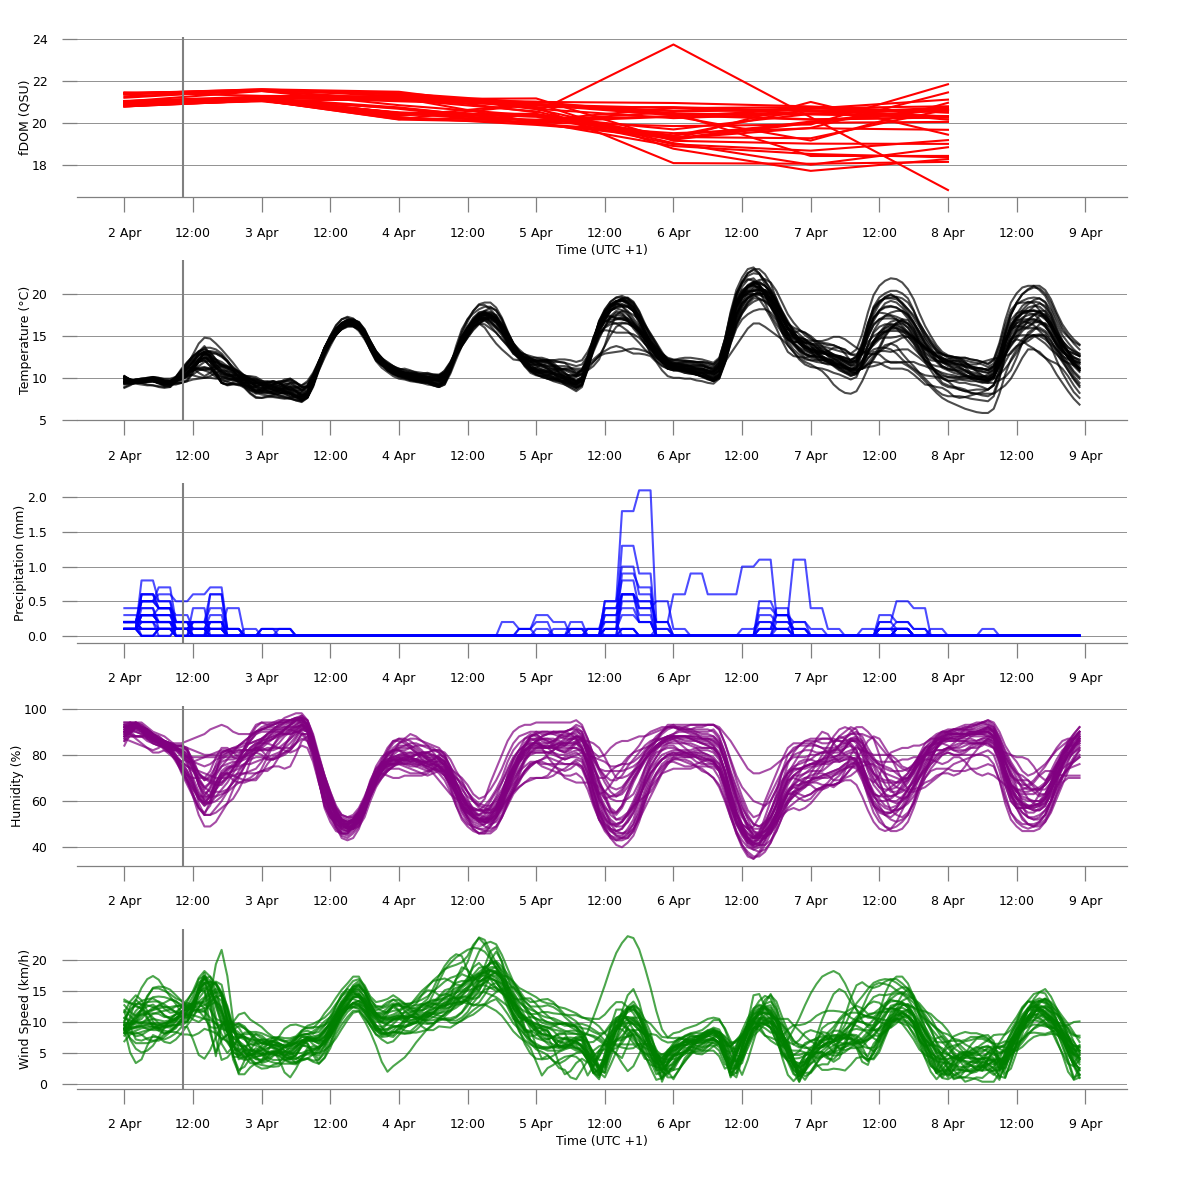 fDOM (QSU)
24
22
20
18
2 Apr 12:00 3 Apr 12:00 4 Apr 12:00 5 Apr 12:00 6 Apr 12:00 7 Apr 12:00 8 Apr 12:00 9 Apr
Time (UTC +1)
Temperature (°C)
20
15
10
5
2 Apr 12:00 3 Apr 12:00 4 Apr 12:00 5 Apr 12:00 6 Apr 12:00 7 Apr 12:00 8 Apr 12:00 9 Apr
Precipitation (mm)
2.0
1.5
1.0
0.5
0.0
2 Apr 12:00 3 Apr 12:00 4 Apr 12:00 5 Apr 12:00 6 Apr 12:00 7 Apr 12:00 8 Apr 12:00 9 Apr
Humidity (%)
100
80
60
40
2 Apr 12:00 3 Apr 12:00 4 Apr 12:00 5 Apr 12:00 6 Apr 12:00 7 Apr 12:00 8 Apr 12:00 9 Apr
Wind Speed (km/h)
20
15
10
5
0
2 Apr 12:00 3 Apr 12:00 4 Apr 12:00 5 Apr 12:00 6 Apr 12:00 7 Apr 12:00 8 Apr 12:00 9 Apr
Time (UTC +1)